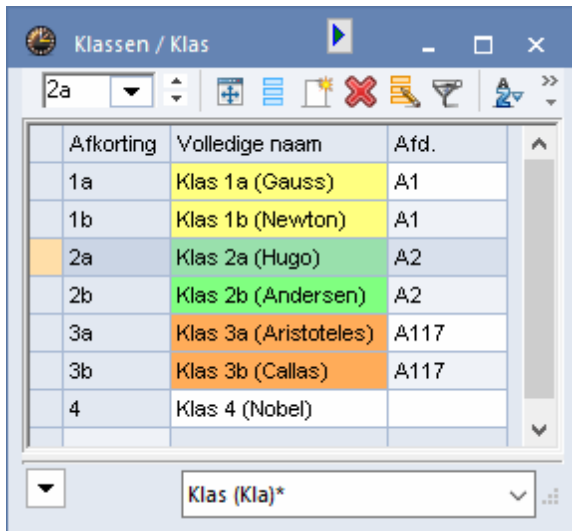 Klassen / Klas
2a
Afkorting Volledige naam Afd.
1a Klas 1a (Gauss) A1
1b Klas 1b (Newton) A1
2a Klas 2a (Hugo) A2
2b Klas 2b (Andersen) A2
3a Klas 3a (Aristoteles) A117
3b Klas 3b (Callas) A117
4 Klas 4 (Nobel)
Klas (Kla)*